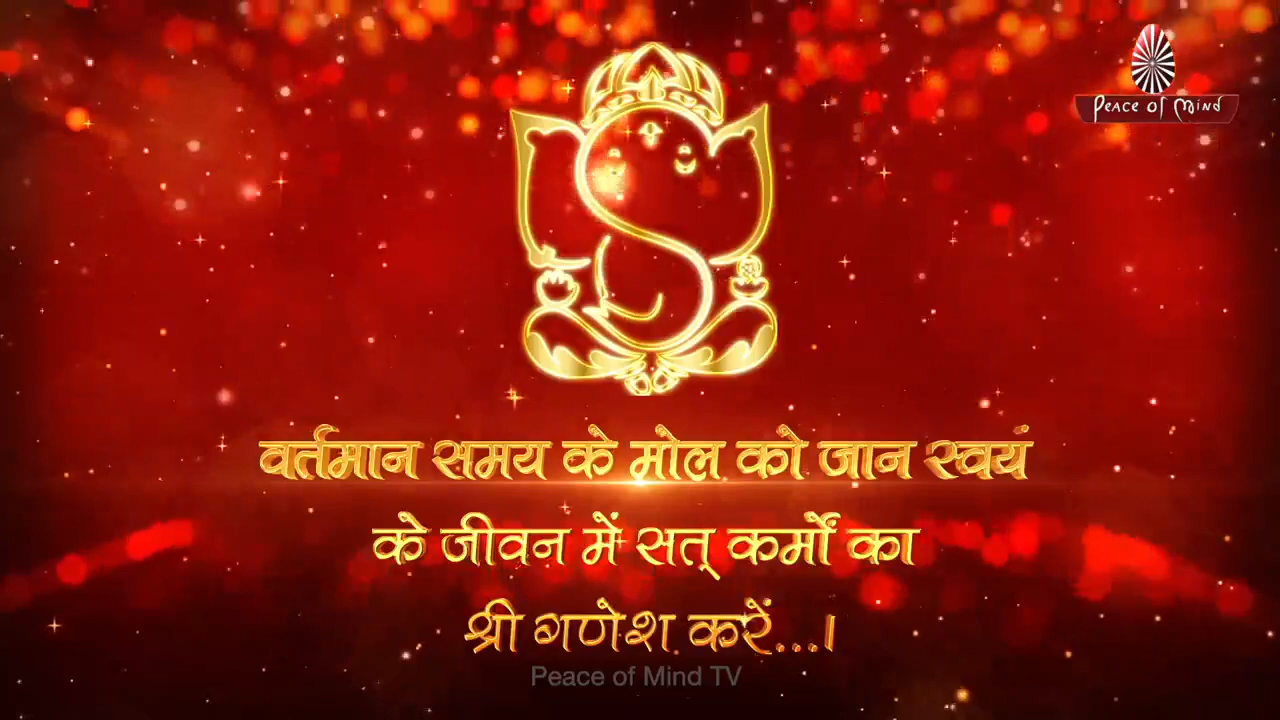 Peace of Mind
वर्तमान समय के मोल को जान स्वयं
के जीवन में सत् कर्मों का
श्री गणेश करें...।
Peace of Mind TV